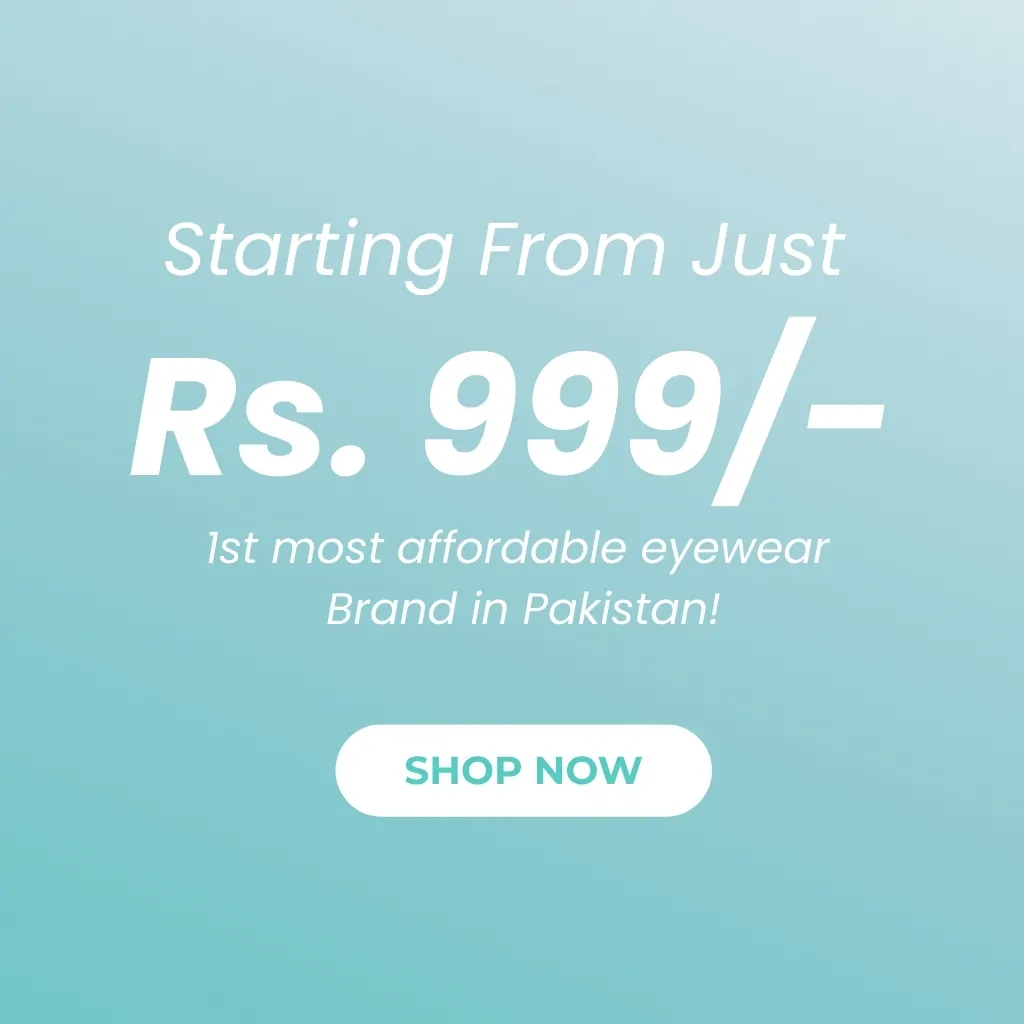 Starting From Just
Rs. 999/-
1st most affordable eyewear
Brand in Pakistan!
SHOP NOW